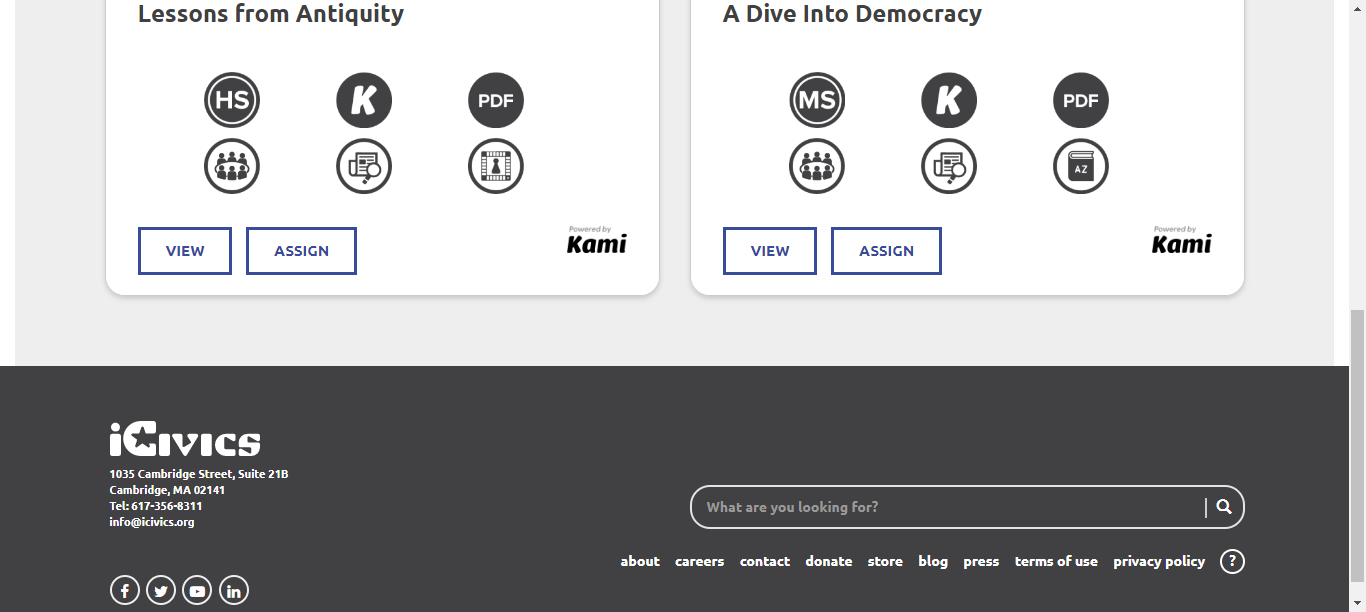 Lessons from Antiquity
HS K PDF
VIEW ASSIGN
Powered by
Kami
A Dive Into Democracy
MS K PDF
AZ
VIEW ASSIGN
Powered by
Kami
iCivics
1035 Cambridge Street, Suite 21B
Cambridge, MA 02141
Tel: 617-356-8311
info@icivics.org
What are you looking for?
about careers contact donate store blog press terms of use privacy policy ?
f in